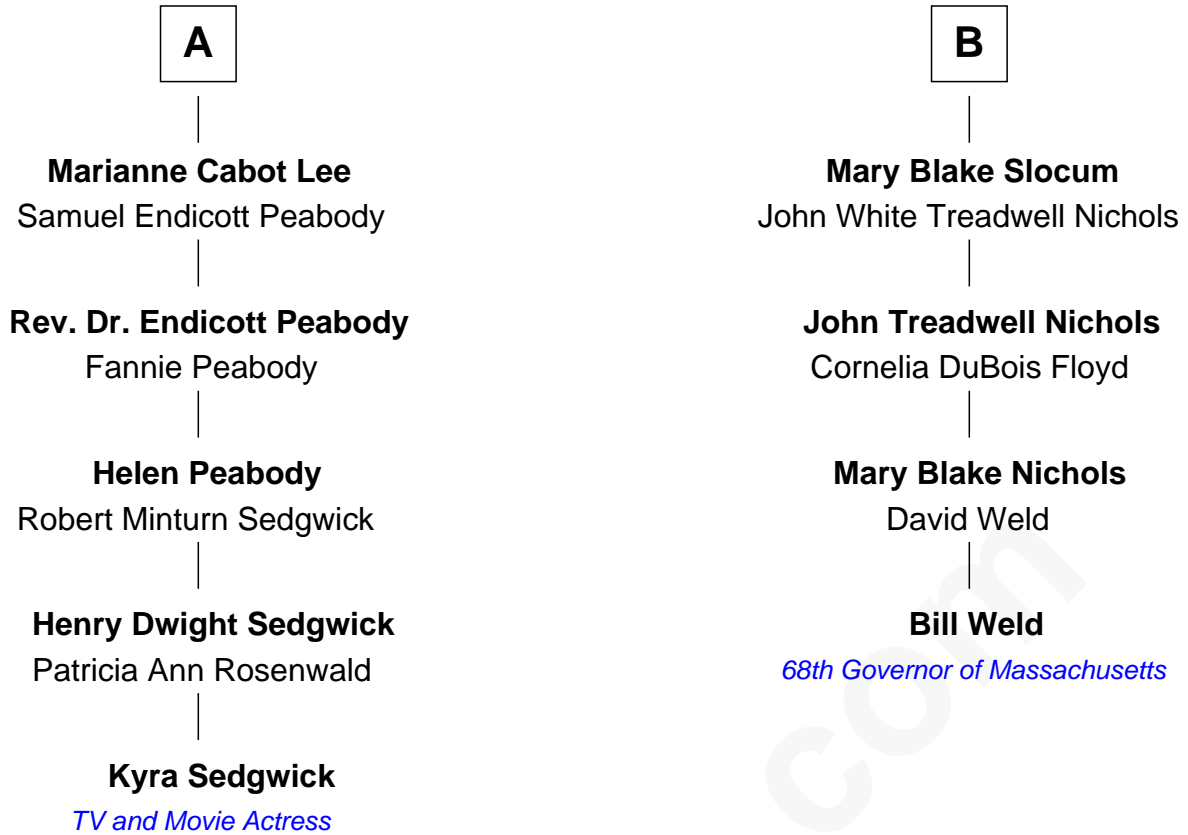 A
Marianne Cabot Lee
Samuel Endicott Peabody
Rev. Dr. Endicott Peabody
Fannie Peabody
Helen Peabody
Robert Minturn Sedgwick
Henry Dwight Sedgwick
Patricia Ann Rosenwald
Kyra Sedgwick
TV and Movie Actress
B
Mary Blake Slocum
John White Treadwell Nichols
John Treadwell Nichols
Cornelia DuBois Floyd
Mary Blake Nichols
David Weld
Bill Weld
68th Governor of Massachusetts
com